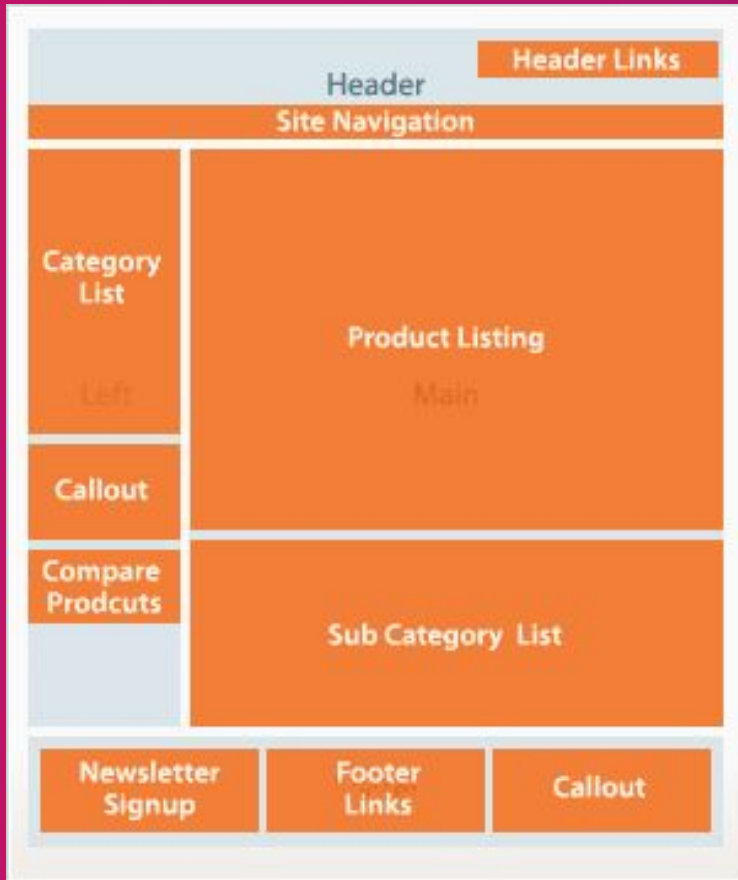 Header Links
Header
Site Navigation
Category
List
Left
Product Listing
Main
Callout
Compare
Prodcuts
Sub Category List
Newsletter
Signup
Footer
Links
Callout